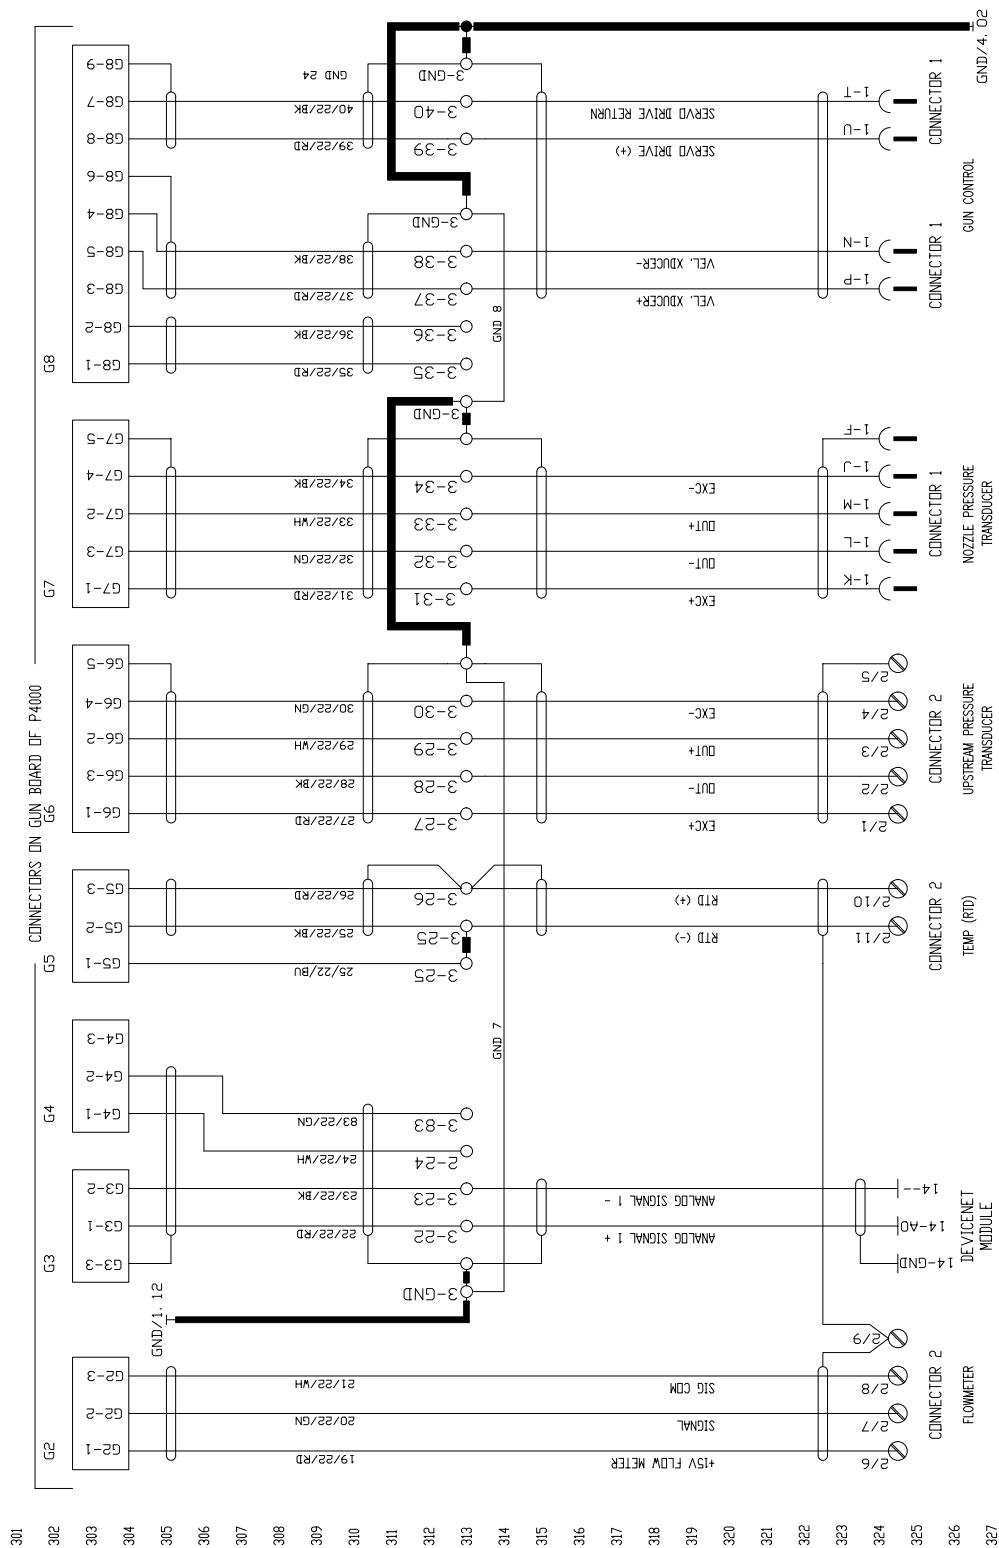 GND/4. 02
G8-9
GND 24
3-GND
CONNECTOR 1
G8-7
40/22/BK
3-40
SERVO DRIVE RETURN
1-T
G8-8
39/22/RD
3-39
SERVO DRIVE (+)
1-U
G8-6
GUN CONTROL
G8-4
3-GND
G8-5
38/22/BK
3-38
VEL. XDUCER-
1-N
CONNECTOR 1
G8-3
37/22/RD
3-37
VEL. XDUCER+
1-P
G8-2
36/22/BK
3-36
GND 8
G8
G8-1
35/22/RD
3-35
3-GND
G7-5
1-F
G7-4
34/22/BK
3-34
EXC-
1-J
G7-2
33/22/WH
3-33
OUT+
1-M
CONNECTOR 1
NOZZLE PRESSURE
TRANSDUCER
G7-3
32/22/GN
3-32
OUT-
1-L
G7
G7-1
31/22/RD
3-31
EXC+
1-K
G6-5
2/5
G6-4
30/22/GN
3-30
EXC-
2/4
CONNECTORS ON GUN BOARD OF P4000
G6-2
29/22/WH
3-29
OUT+
2/3
CONNECTOR 2
UPSTREAM PRESSURE
TRANSDUCER
G6-3
28/22/BK
3-28
OUT-
2/2
G6
G6-1
27/22/RD
3-27
EXC+
2/1
G5-3
26/22/RD
3-26
RTD (+)
2/10
CONNECTOR 2
TEMP (RTD)
G5-2
25/22/BK
3-25
RTD (-)
2/11
G5
G5-1
25/22/BU
3-25
G4-3
GND 7
G4-2
G4
G4-1
83/22/GN
3-83
24/22/WH
2-24
G3-2
23/22/BK
3-23
ANALOG SIGNAL 1 -
14--
G3-1
22/22/RD
3-22
ANALOG SIGNAL 1 +
14-AO
DEVICENET
MODULE
G3
G3-3
14-GND
3-GND
GND/1. 12
2/9
G2-3
21/22/WH
SIG COM
2/8
CONNECTOR 2
FLOWMETER
G2-2
20/22/GN
SIGNAL
2/7
G2
G2-1
19/22/RD
+15V FLOW METER
2/6
301
302
303
304
305
306
307
308
309
310
311
312
313
314
315
316
317
318
319
320
321
322
323
324
325
326
327